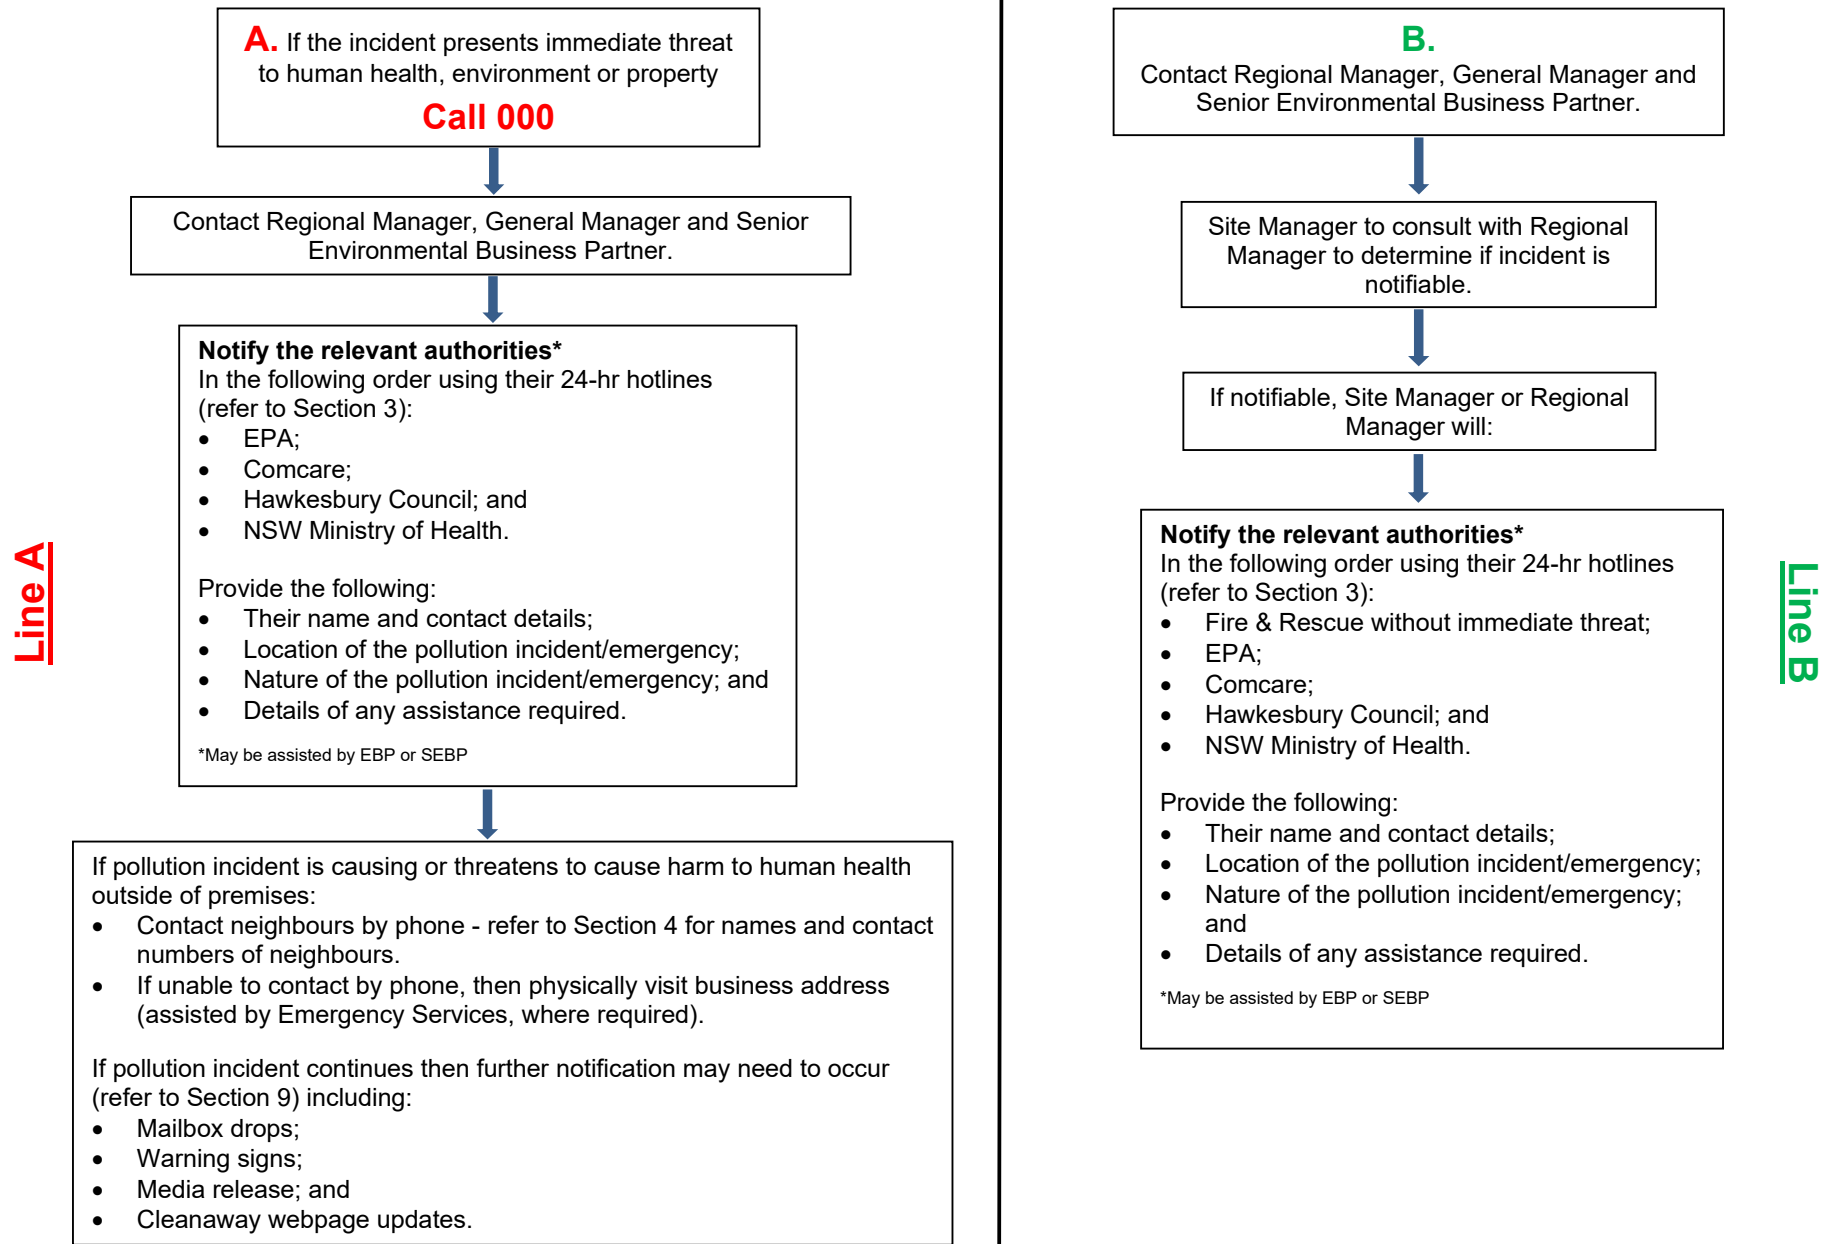 A. If the incident presents immediate threat
to human health, environment or property
Call 000
Contact Regional Manager, General Manager and Senior
Environmental Business Partner.
Notify the relevant authorities*
In the following order using their 24-hr hotlines
(refer to Section 3):
• EPA;
• Comcare;
• Hawkesbury Council; and
• NSW Ministry of Health.
Provide the following:
• Their name and contact details;
• Location of the pollution incident/emergency;
• Nature of the pollution incident/emergency; and
• Details of any assistance required.
*May be assisted by EBP or SEBP
If pollution incident is causing or threatens to cause harm to human health
outside of premises:
• Contact neighbours by phone - refer to Section 4 for names and contact
numbers of neighbours.
• If unable to contact by phone, then physically visit business address
(assisted by Emergency Services, where required).
If pollution incident continues then further notification may need to occur
(refer to Section 9) including:
• Mailbox drops;
• Warning signs;
• Media release; and
• Cleanaway webpage updates.
Line A
B.
Contact Regional Manager, General Manager and
Senior Environmental Business Partner.
Site Manager to consult with Regional
Manager to determine if incident is
notifiable.
If notifiable, Site Manager or Regional
Manager will:
Notify the relevant authorities*
In the following order using their 24-hr hotlines
(refer to Section 3):
• Fire & Rescue without immediate threat;
• EPA;
• Comcare;
• Hawkesbury Council; and
• NSW Ministry of Health.
Provide the following:
• Their name and contact details;
• Location of the pollution incident/emergency;
• Nature of the pollution incident/emergency;
and
• Details of any assistance required.
*May be assisted by EBP or SEBP
Line B